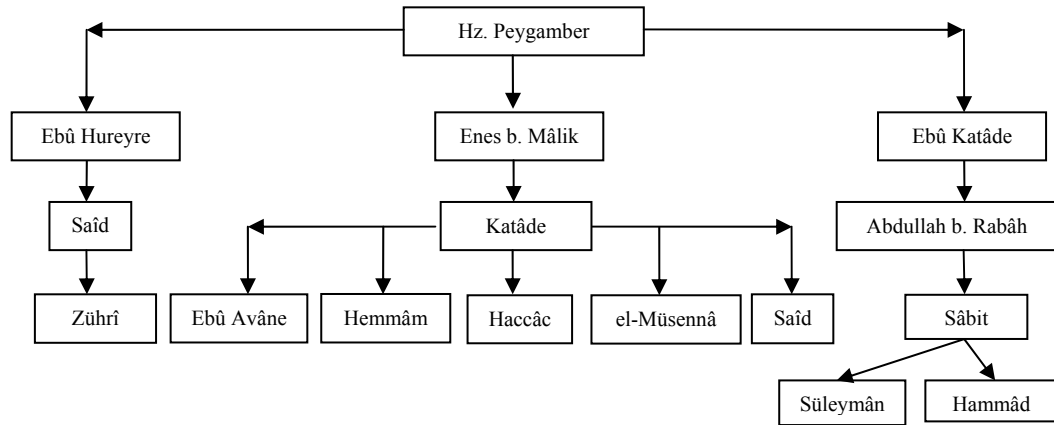 Hz. Peygamber
Ebû Hureyre
Enes b. Mâlik
Ebû Katâde
Saîd
Katâde
Abdullah b. Rabâh
Zührî
Ebû Avâne
Hemmâm
Haccâc
el-Müsennâ
Saîd
Sâbit
Süleymân
Hammâd